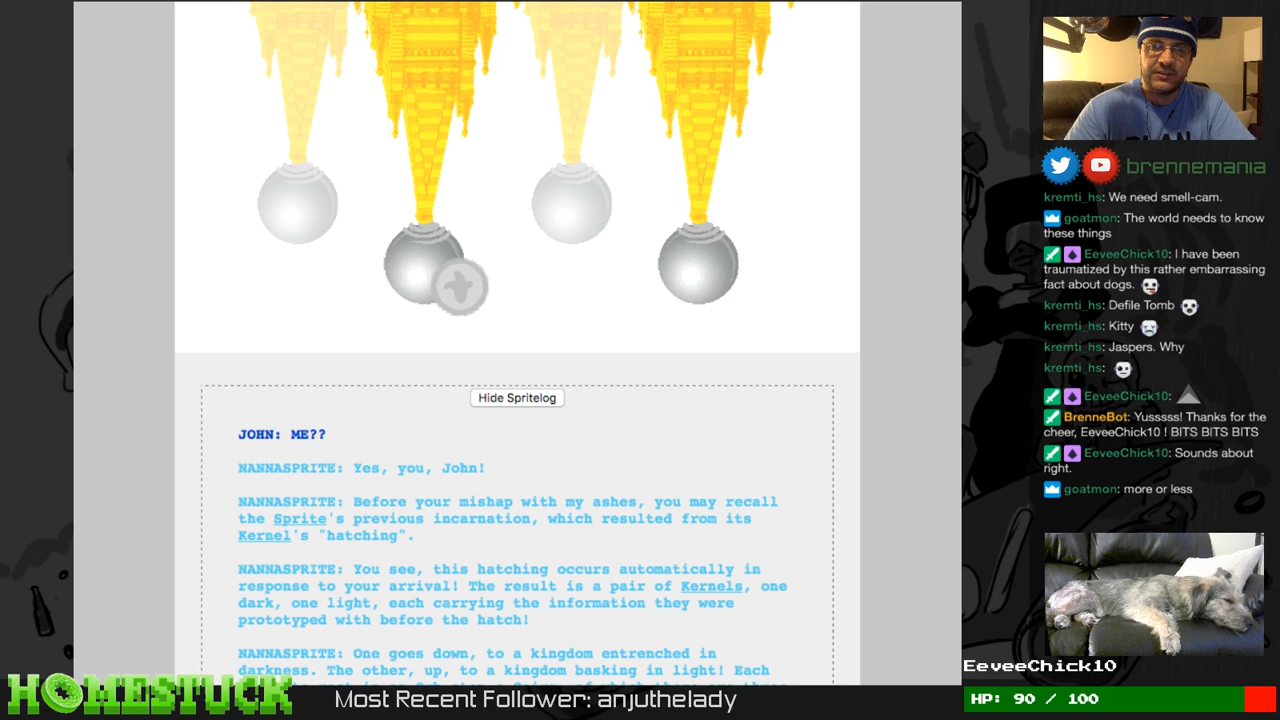 Hide Spritelog
JOHN: ME??
NANNASPRITE: Yes, you, John!
NANNASPRITE: Before your mishap with my ashes, you may recall
the Sprite's previous incarnation, which resulted from its
Kernel's "hatching".
NANNASPRITE: You see, this hatching occurs automatically in
response to your arrival! The result is a pair of Kernels, one
dark, one light, each carrying the information they were
prototyped with before the hatch!
NANNASPRITE: One goes down, to a kingdom entrenched in
darkness. The other, up, to a kingdom basking in light! Each
brennemania
kremti_hs: We need smell-cam.
goatmon: The world needs to know
these things
EeveeChick10: I have been
traumatized by this rather embarrassing
fact about dogs.
kremti_hs: Defile Tomb
kremti_hs: Kitty
kremti_hs: Jaspers. Why
kremti_hs:
EeveeChick10:
BrenneBot: Yusssss! Thanks for the
cheer, EeveeChick10 ! BITS BITS BITS
EeveeChick10: Sounds about
right.
goatmon: more or less
EeveeChick10
HP: 90 / 100
HOMESTUCK
Most Recent Follower: anjuthelady